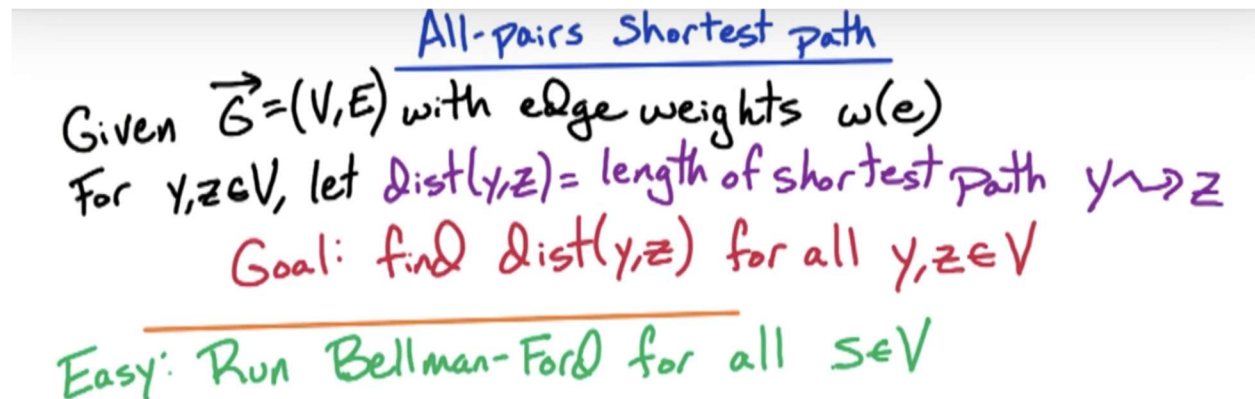 All-pairs Shortest path
Given G⃗=(V,E) with edge weights w(e)
For y,z∈V, let dist(y,z)= length of shortest path y⤳z
Goal: find dist(y,z) for all y,z∈V
Easy: Run Bellman-Ford for all s∈V